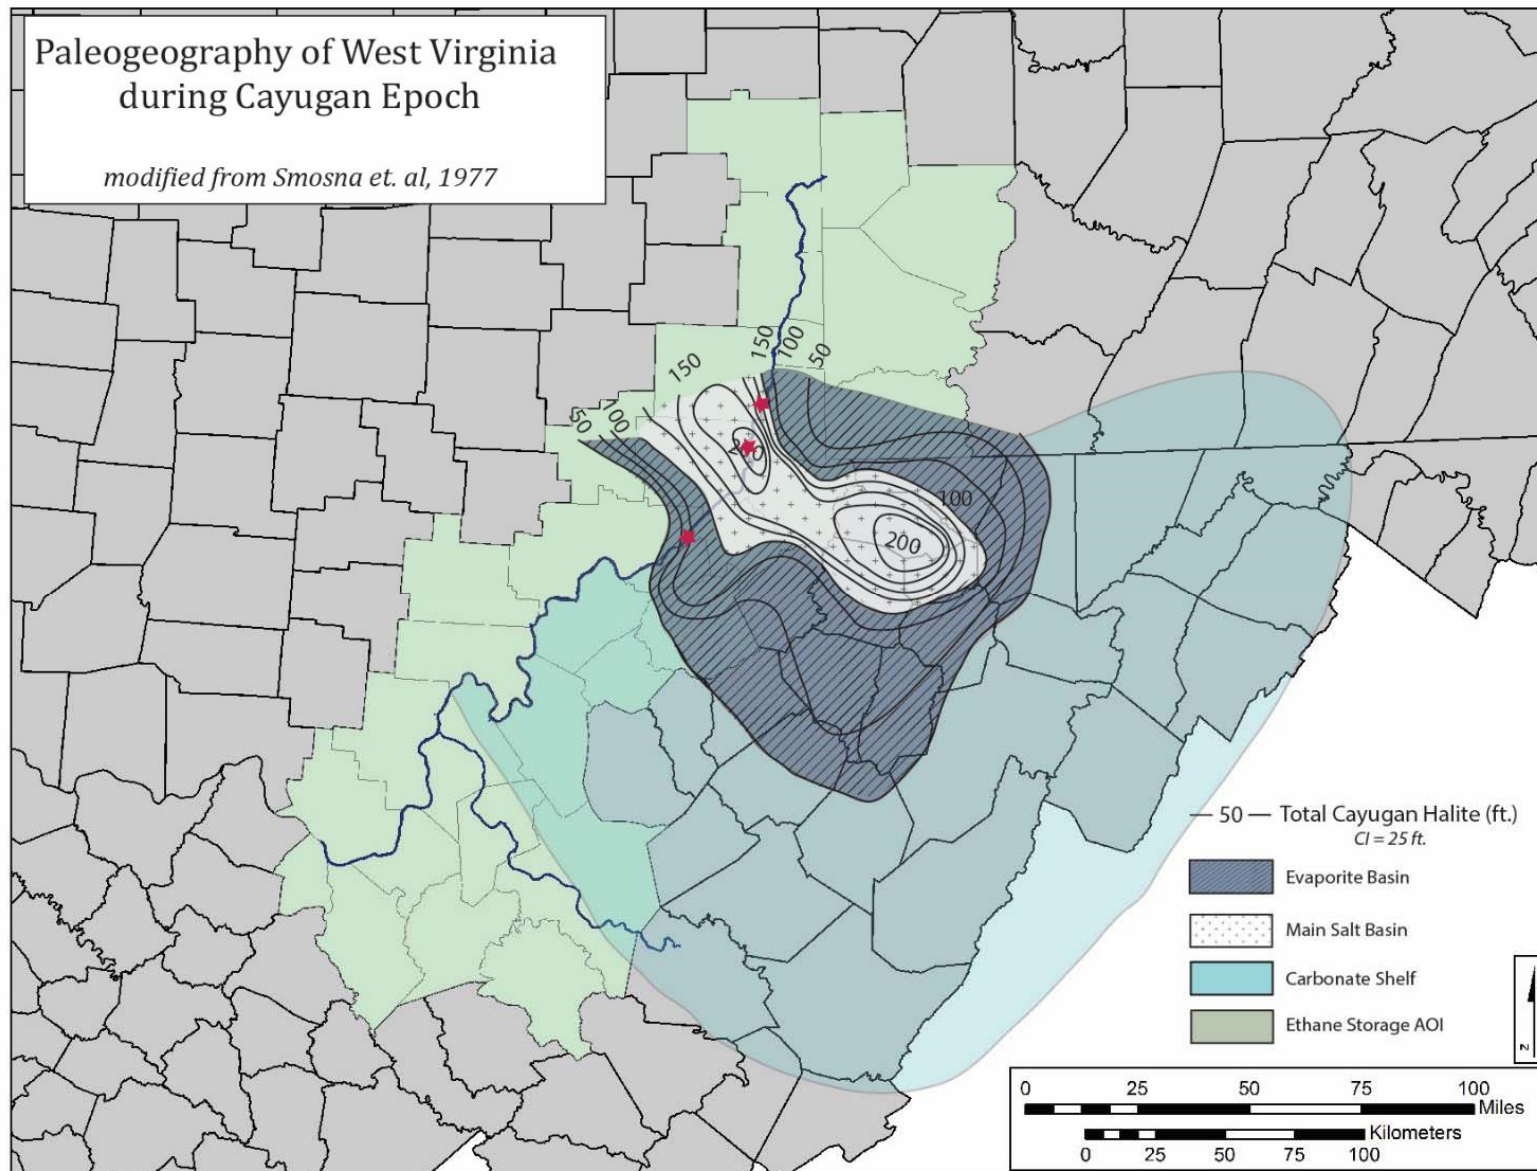 Paleogeography of West Virginia
during Cayugan Epoch
modified from Smosna et. al, 1977
150
150
100
50
50
100
200
100
200
— 50 — Total Cayugan Halite (ft.)
CI = 25 ft.
Evaporite Basin
Main Salt Basin
Carbonate Shelf
Ethane Storage AOI
N
0 25 50 75 100
Miles
Kilometers
0 25 50 75 100